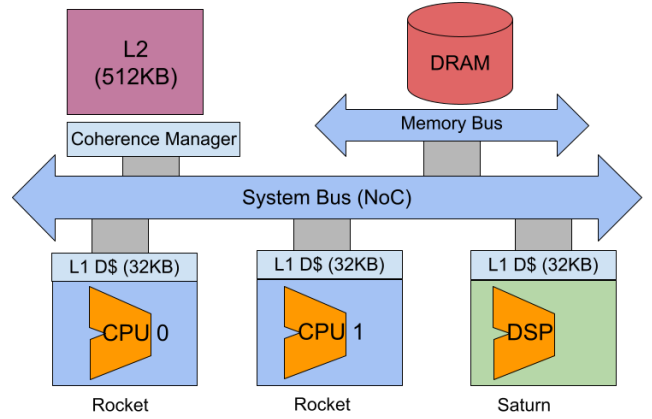 L2
(512KB)
DRAM
Memory Bus
Coherence Manager
System Bus (NoC)
L1 D$ (32KB)
L1 D$ (32KB)
L1 D$ (32KB)
CPU 0
CPU 1
DSP
Rocket
Rocket
Saturn